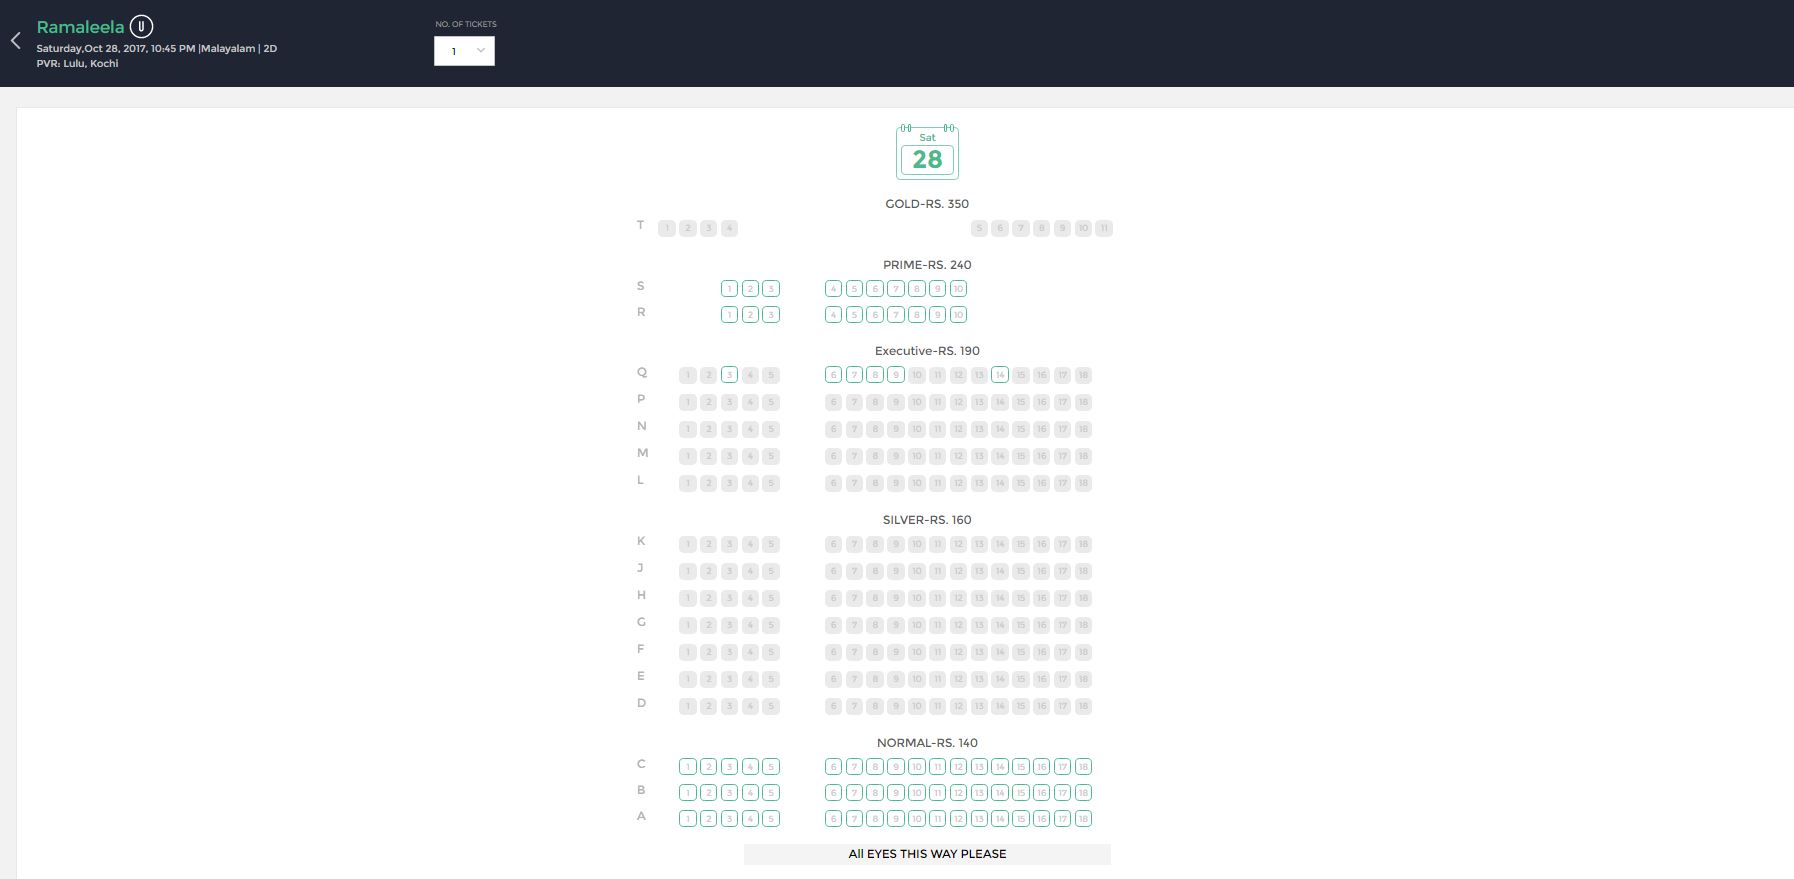 Ramaleela U
Saturday,Oct 28, 2017, 10:45 PM |Malayalam | 2D
PVR: Lulu, Kochi
NO. OF TICKETS
1
Sat
28
GOLD-RS. 350
T 1 2 3 4 5 6 7 8 9 10 11
PRIME-RS. 240
S 1 2 3 4 5 6 7 8 9 10
R 1 2 3 4 5 6 7 8 9 10
Executive-RS. 190
Q 1 2 3 4 5 6 7 8 9 10 11 12 13 14 15 16 17 18
P 1 2 3 4 5 6 7 8 9 10 11 12 13 14 15 16 17 18
N 1 2 3 4 5 6 7 8 9 10 11 12 13 14 15 16 17 18
M 1 2 3 4 5 6 7 8 9 10 11 12 13 14 15 16 17 18
L 1 2 3 4 5 6 7 8 9 10 11 12 13 14 15 16 17 18
SILVER-RS. 160
K 1 2 3 4 5 6 7 8 9 10 11 12 13 14 15 16 17 18
J 1 2 3 4 5 6 7 8 9 10 11 12 13 14 15 16 17 18
H 1 2 3 4 5 6 7 8 9 10 11 12 13 14 15 16 17 18
G 1 2 3 4 5 6 7 8 9 10 11 12 13 14 15 16 17 18
F 1 2 3 4 5 6 7 8 9 10 11 12 13 14 15 16 17 18
E 1 2 3 4 5 6 7 8 9 10 11 12 13 14 15 16 17 18
D 1 2 3 4 5 6 7 8 9 10 11 12 13 14 15 16 17 18
NORMAL-RS. 140
C 1 2 3 4 5 6 7 8 9 10 11 12 13 14 15 16 17 18
B 1 2 3 4 5 6 7 8 9 10 11 12 13 14 15 16 17 18
A 1 2 3 4 5 6 7 8 9 10 11 12 13 14 15 16 17 18
All EYES THIS WAY PLEASE